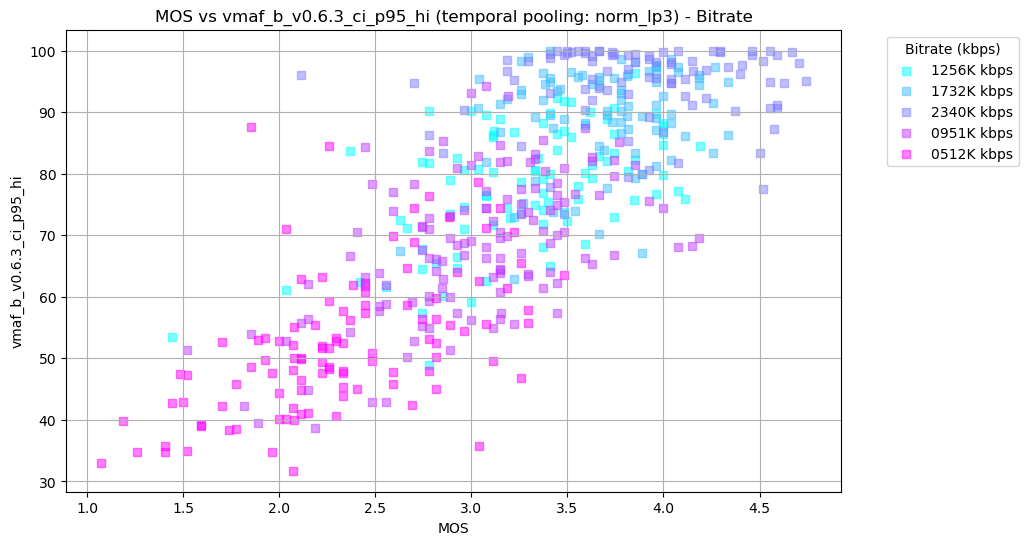 MOS vs vmaf_b_v0.6.3_ci_p95_hi (temporal pooling: norm_lp3) - Bitrate
vmaf_b_v0.6.3_ci_p95_hi
100
90
80
70
60
50
40
30
1.0 1.5 2.0 2.5 3.0 3.5 4.0 4.5
MOS
Bitrate (kbps)
1256K kbps
1732K kbps
2340K kbps
0951K kbps
0512K kbps